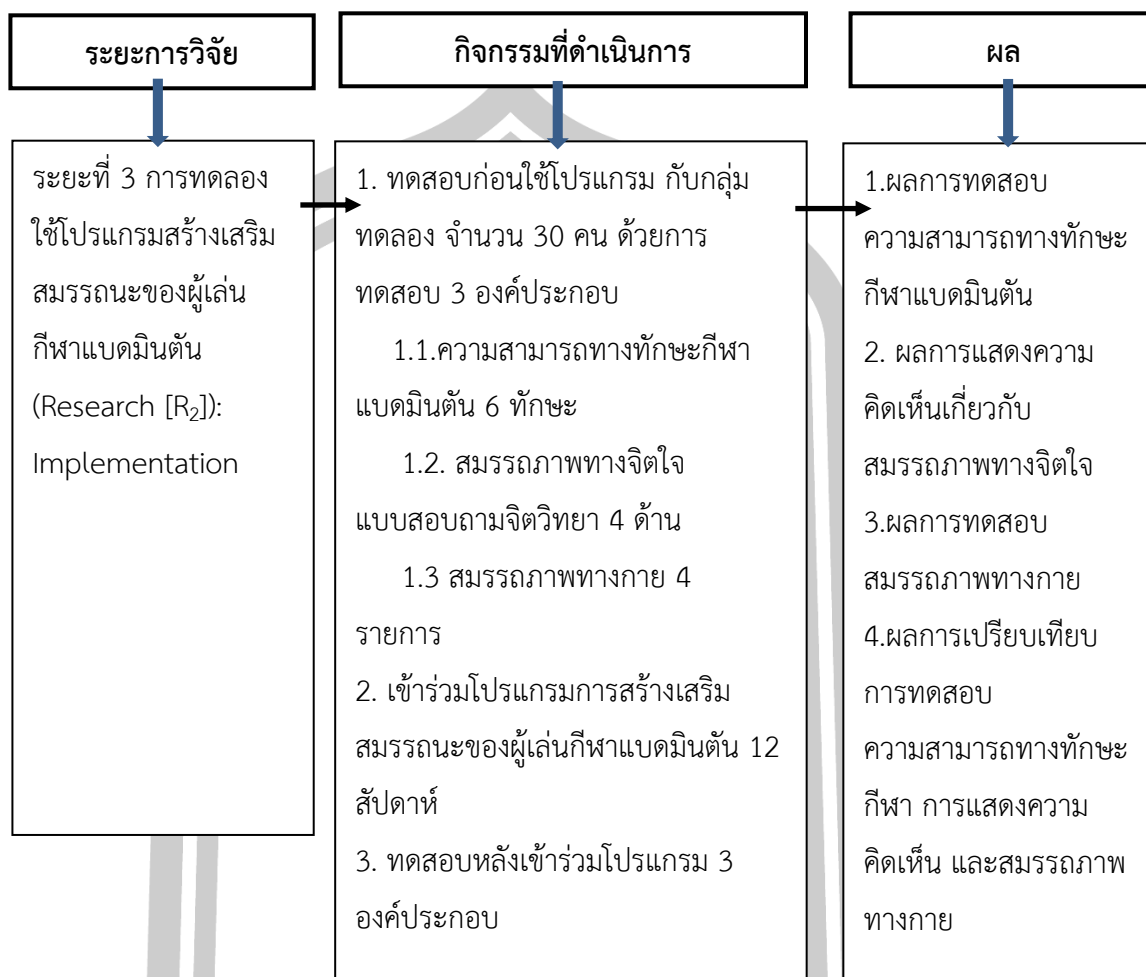 ระยะการวิจัย
กิจกรรมที่ดำเนินการ
ผล
ระยะที่ 3 การทดลอง
ใช้โปรแกรมสร้างเสริม
สมรรถนะของผู้เล่น
กีฬาแบดมินตัน
(Research [R₂]):
Implementation
1. ทดสอบก่อนใช้โปรแกรม กับกลุ่ม
ทดลอง จำนวน 30 คน ด้วยการ
ทดสอบ 3 องค์ประกอบ
1.1.ความสามารถทางทักษะกีฬา
แบดมินตัน 6 ทักษะ
1.2. สมรรถภาพทางจิตใจ
แบบสอบถามจิตวิทยา 4 ด้าน
1.3 สมรรถภาพทางกาย 4
รายการ
2. เข้าร่วมโปรแกรมการสร้างเสริม
สมรรถนะของผู้เล่นกีฬาแบดมินตัน 12
สัปดาห์
3. ทดสอบหลังเข้าร่วมโปรแกรม 3
องค์ประกอบ
1.ผลการทดสอบ
ความสามารถทางทักษะ
กีฬาแบดมินตัน
2. ผลการแสดงความ
คิดเห็นเกี่ยวกับ
สมรรถภาพทางจิตใจ
3.ผลการทดสอบ
สมรรถภาพทางกาย
4.ผลการเปรียบเทียบ
การทดสอบ
ความสามารถทางทักษะ
กีฬา การแสดงความ
คิดเห็น และสมรรถภาพ
ทางกาย